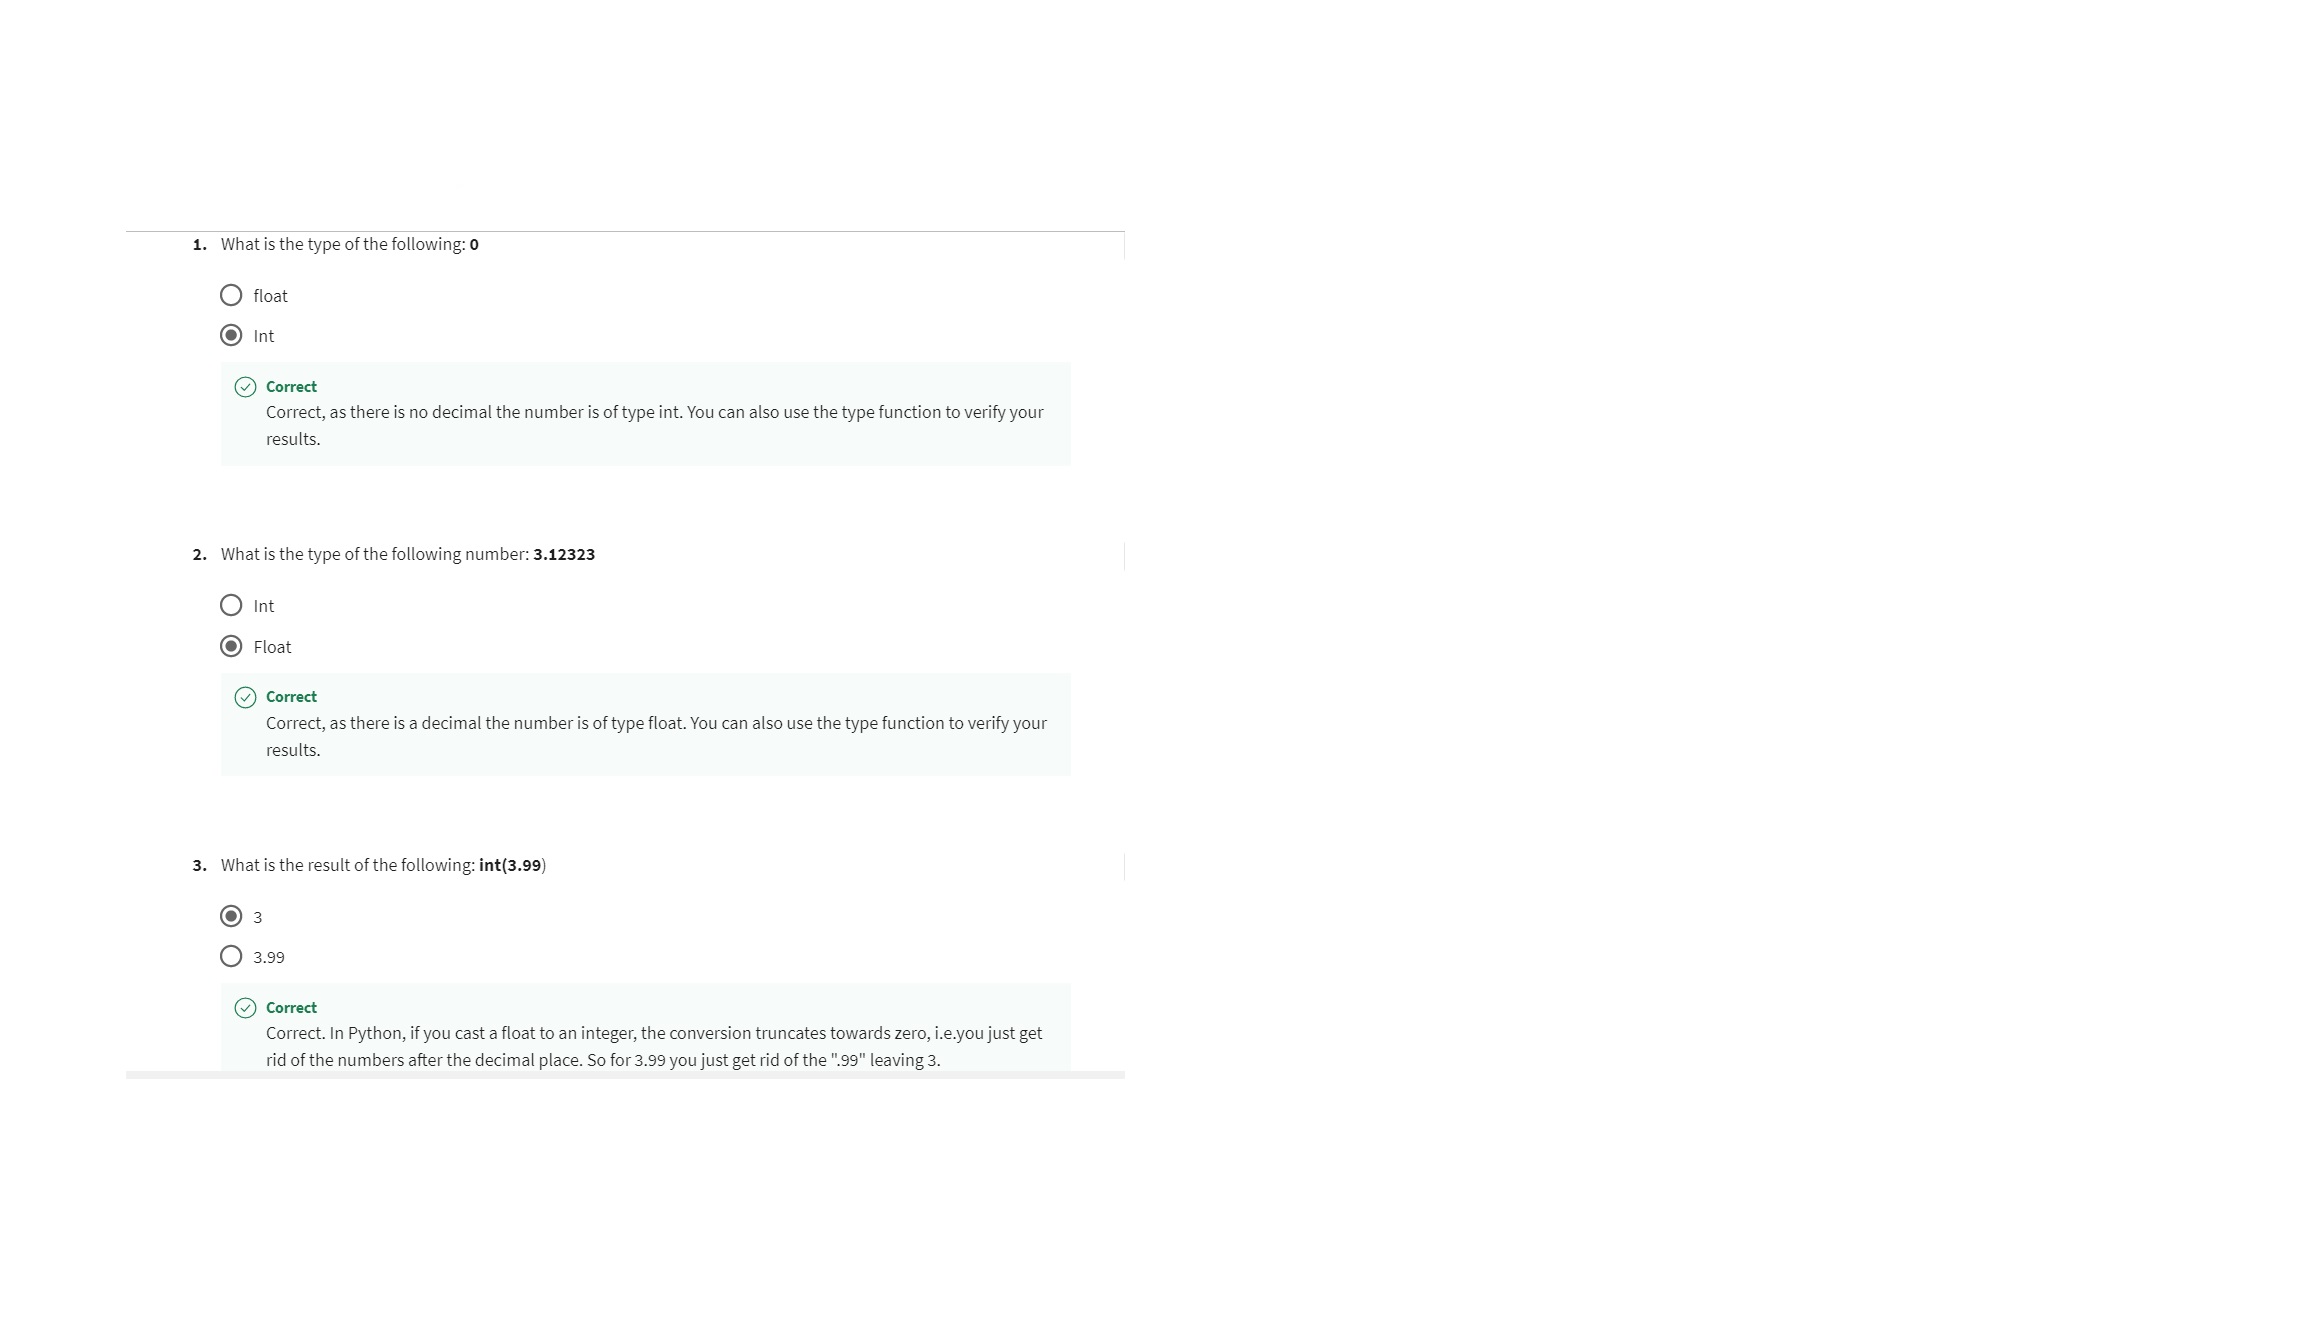 1. What is the type of the following: 0
float
Int
Correct
Correct, as there is no decimal the number is of type int. You can also use the type function to verify your
results.
2. What is the type of the following number: 3.12323
Int
Float
Correct
Correct, as there is a decimal the number is of type float. You can also use the type function to verify your
results.
3. What is the result of the following: int(3.99)
3
3.99
Correct
Correct. In Python, if you cast a float to an integer, the conversion truncates towards zero, i.e.you just get
rid of the numbers after the decimal place. So for 3.99 you just get rid of the ".99" leaving 3.